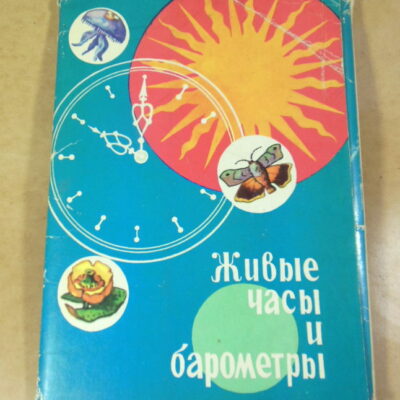 Живые
часы
и
барометры